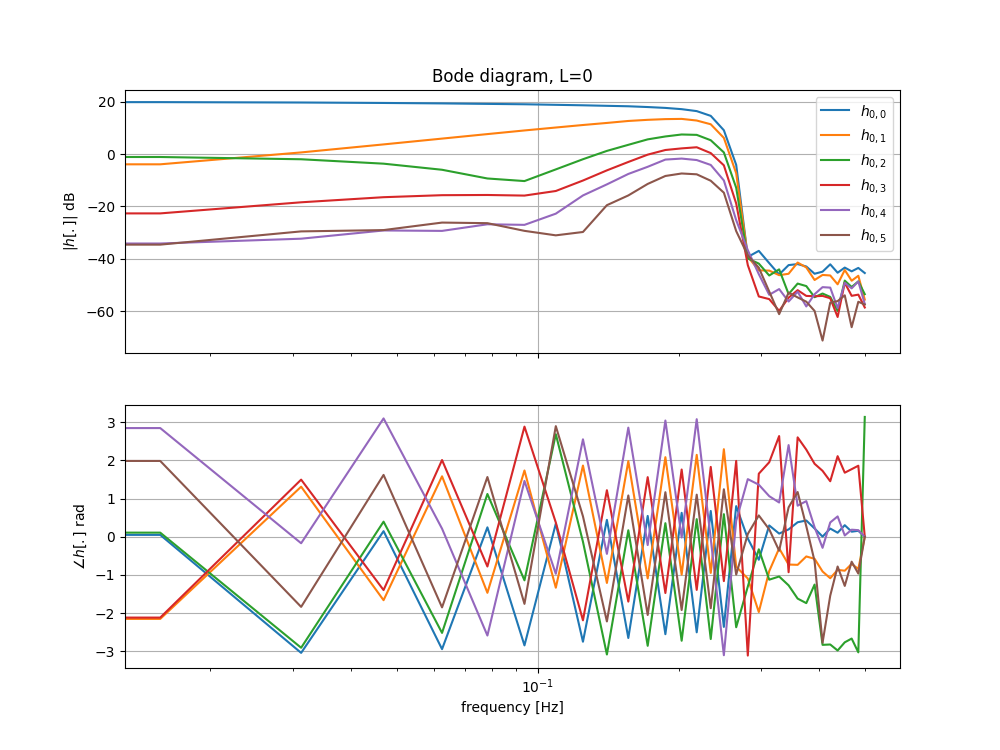 Bode diagram, L=0
|h[.]| dB
20
0
−20
−40
−60
h0,0
h0,1
h0,2
h0,3
h0,4
h0,5
∠h[.] rad
3
2
1
0
−1
−2
−3
10−1
frequency [Hz]